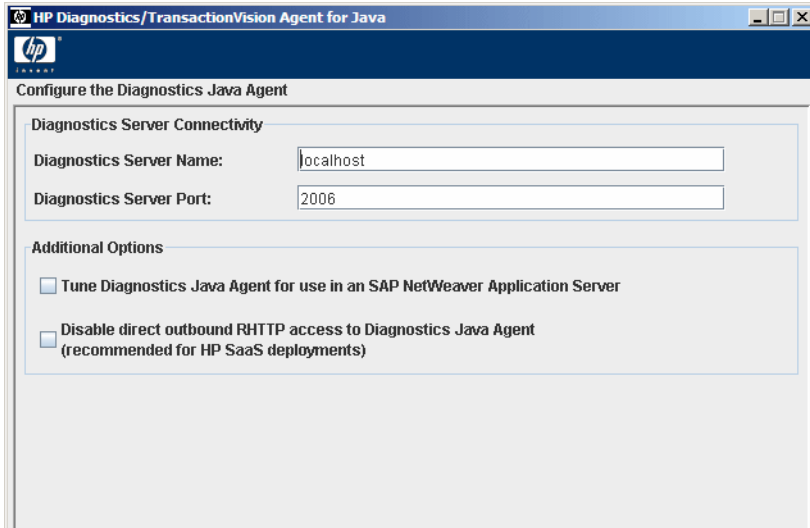 HP Diagnostics/TransactionVision Agent for Java
hp
invent
Configure the Diagnostics Java Agent
Diagnostics Server Connectivity
Diagnostics Server Name:
localhost
Diagnostics Server Port:
2006
Additional Options
Tune Diagnostics Java Agent for use in an SAP NetWeaver Application Server
Disable direct outbound RHTTP access to Diagnostics Java Agent
(recommended for HP SaaS deployments)